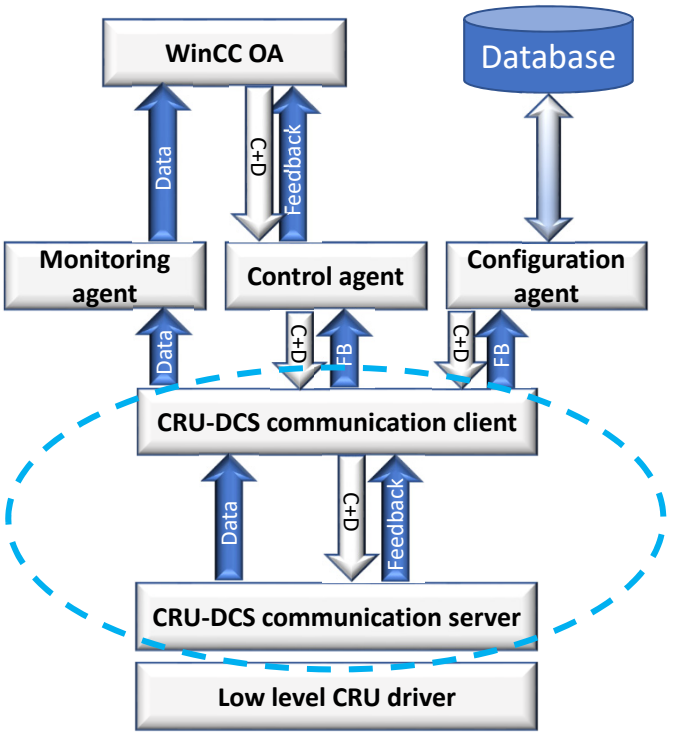 WinCC OA
Database
Data
C+D
Feedback
Monitoring
agent
Control agent
Configuration
agent
Data
C+D
FB
C+D
FB
CRU-DCS communication client
Data
C+D
Feedback
CRU-DCS communication server
Low level CRU driver